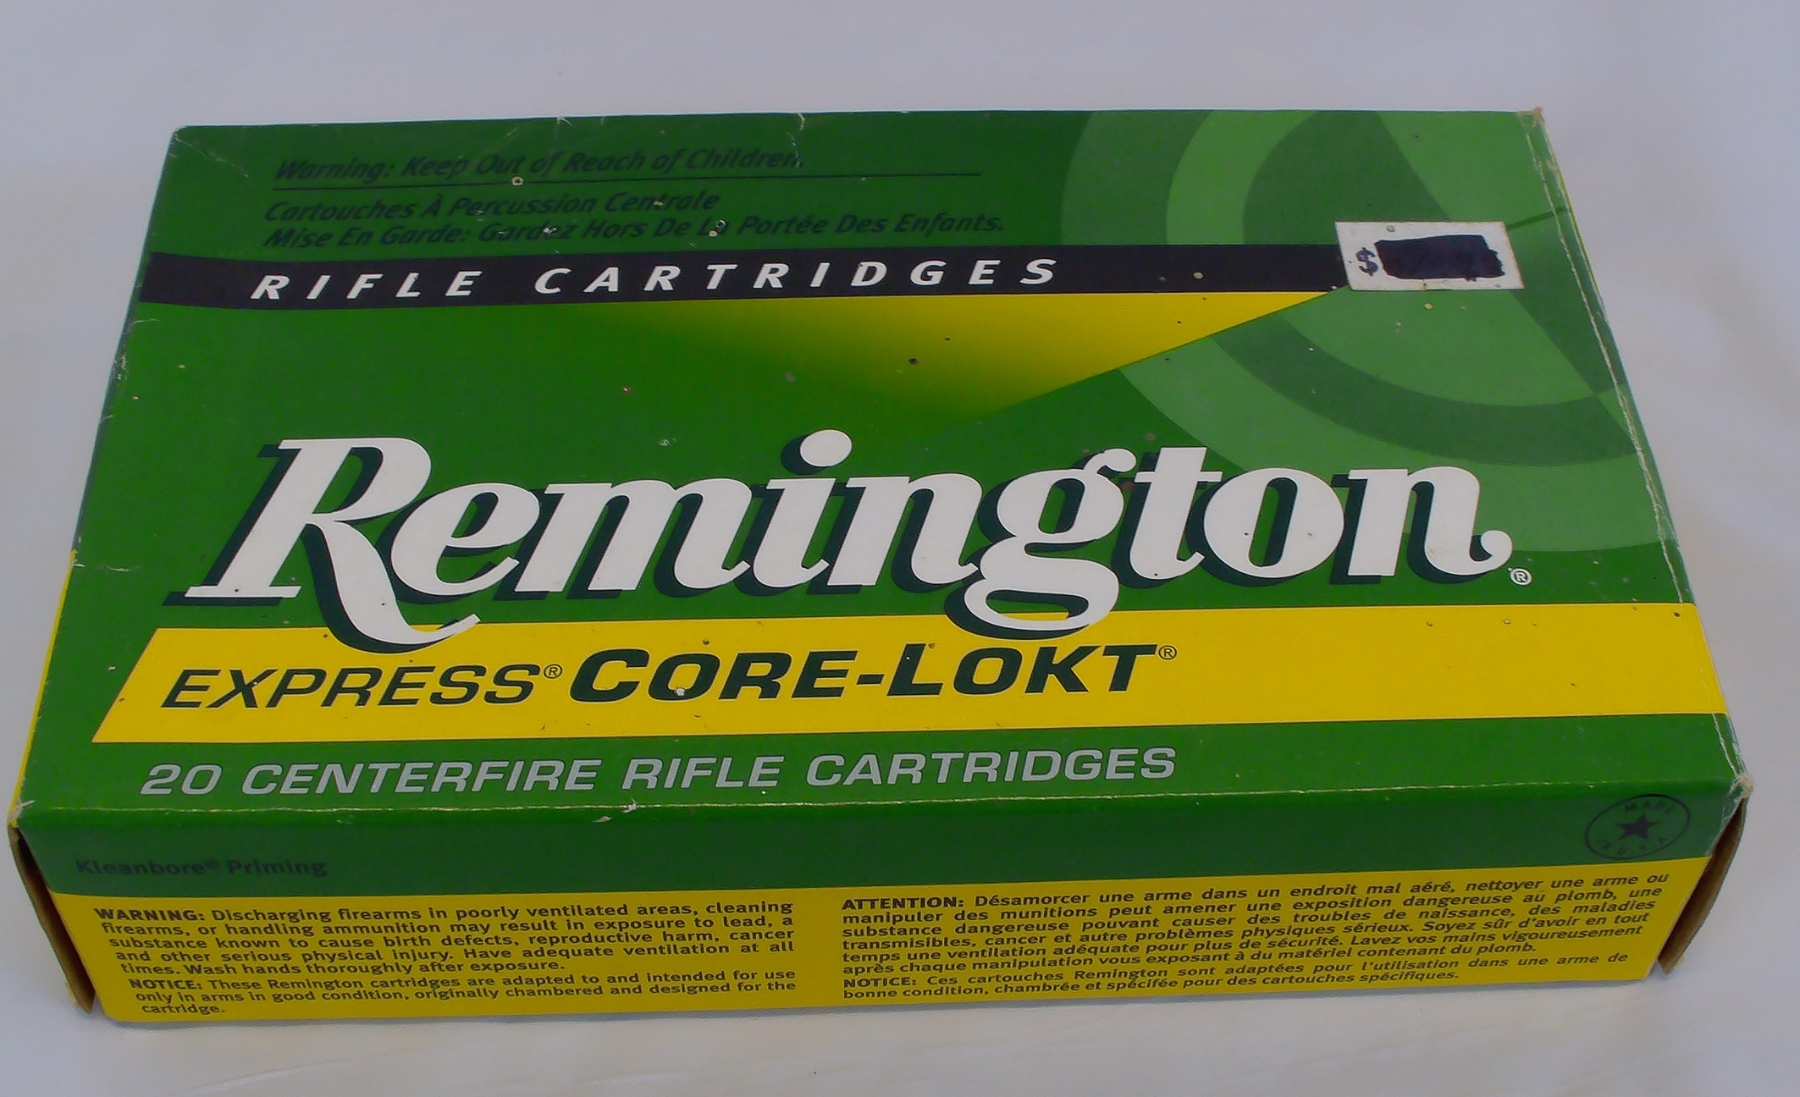 Warning: Keep Out of Reach of Children.
Cartouches À Percussion Centrale
Mise En Garde: Gardez Hors De La Portée Des Enfants.
RIFLE CARTRIDGES
$
Remington®
EXPRESS® CORE-LOKT®
20 CENTERFIRE RIFLE CARTRIDGES
MADE
U.S.A.
Kleanbore® Priming
WARNING: Discharging firearms in poorly ventilated areas, cleaning
firearms, or handling ammunition may result in exposure to lead, a
substance known to cause birth defects, reproductive harm, cancer
and other serious physical injury. Have adequate ventilation at all
times. Wash hands thoroughly after exposure.
NOTICE: These Remington cartridges are adapted to and intended for use
only in arms in good condition, originally chambered and designed for the
cartridge.
ATTENTION: Désamorcer une arme dans un endroit mal aéré, nettoyer une arme ou
manipuler des munitions peut amener une exposition dangereuse au plomb, une
substance dangereuse pouvant causer des troubles de naissance, des maladies
transmisibles, cancer et autre problèmes physiques sérieux. Soyez sûr d'avoir en tout
temps une ventilation adéquate pour plus de sécurité. Lavez vos mains vigoureusement
après chaque manipulation vous exposant à du matériel contenant du plomb.
NOTICE: Ces cartouches Remington sont adaptées pour l'utilisation dans une arme de
bonne condition, chambrée et spécifée pour des cartouches spécifiques.